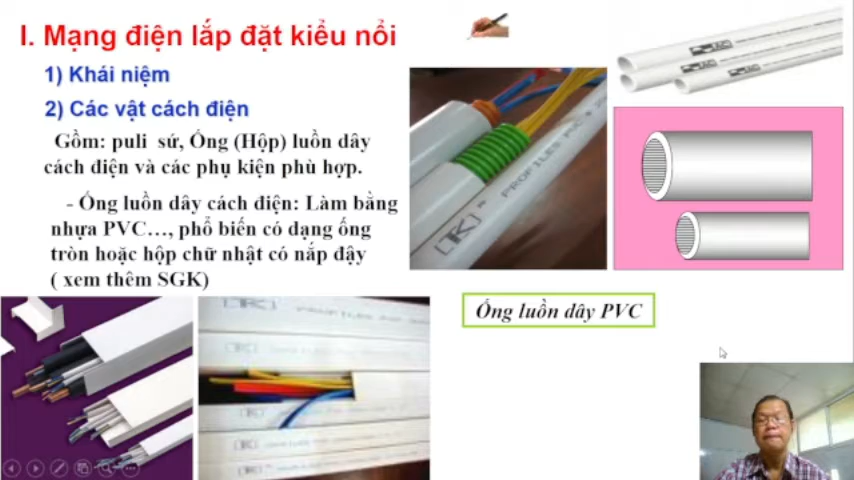 I. Mạng điện lắp đặt kiểu nổi
1) Khái niệm
2) Các vật cách điện
Gồm: puli sứ, Ống (Hộp) luồn dây
cách điện và các phụ kiện phù hợp.
- Ống luồn dây cách điện: Làm bằng
nhựa PVC…, phổ biến có dạng ống
tròn hoặc hộp chữ nhật có nắp đậy
( xem thêm SGK)
PROFILES PVC
Ống luồn dây PVC